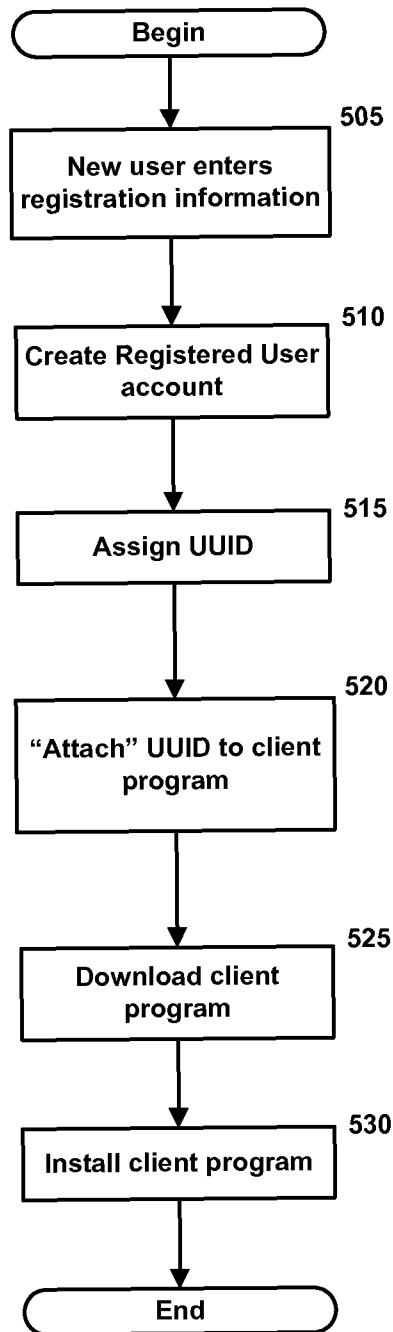 Begin
505
New user enters
registration information
510
Create Registered User
account
515
Assign UUID
520
“Attach” UUID to client
program
525
Download client
program
530
Install client program
End